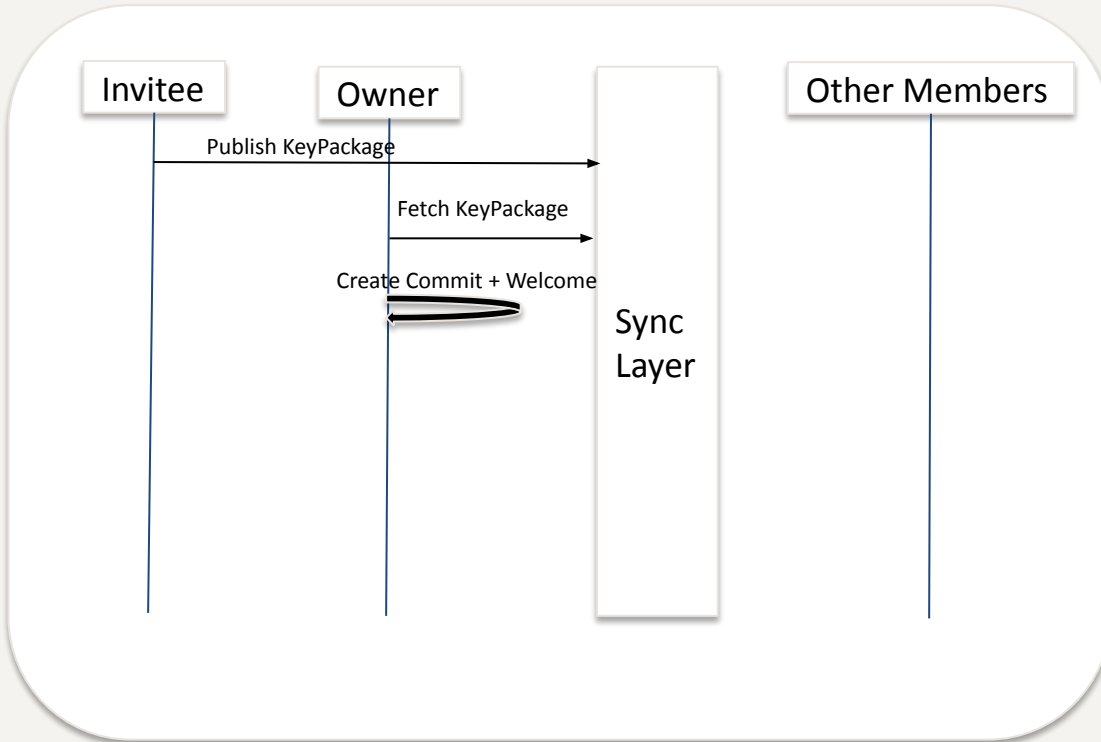 Invitee
Owner
Other Members
Publish KeyPackage
Fetch KeyPackage
Create Commit + Welcome
Sync
Layer